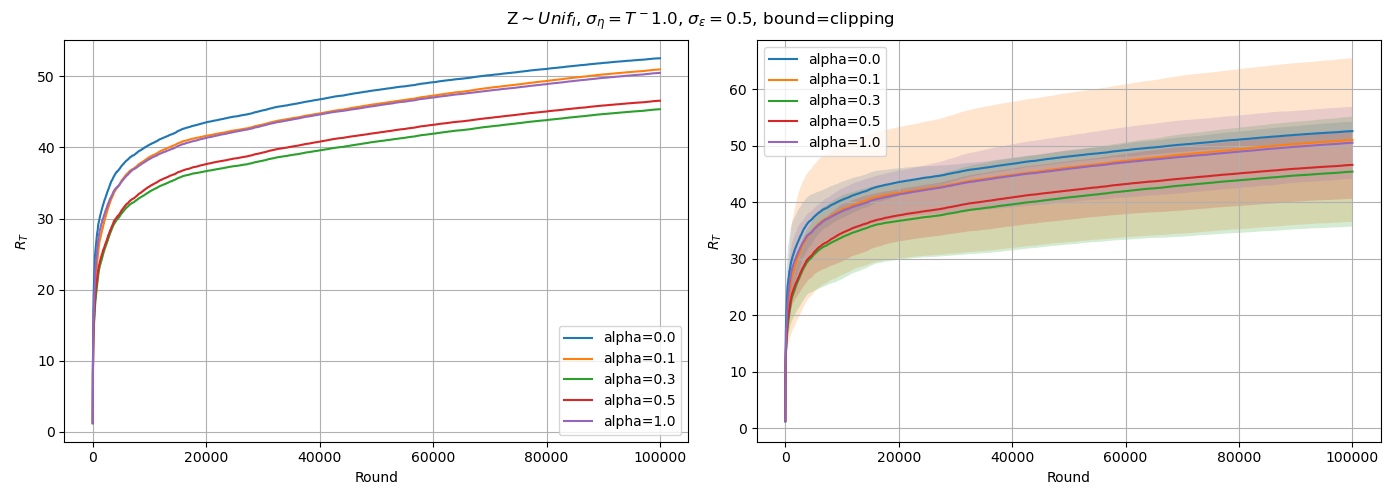 Z ∼ Unif_I, σ_η = T⁻1.0, σ_ε = 0.5, bound=clipping
R_T
50
40
30
20
10
0
alpha=0.0
alpha=0.1
alpha=0.3
alpha=0.5
alpha=1.0
0 20000 40000 60000 80000 100000
Round
R_T
60
50
40
30
20
10
0
alpha=0.0
alpha=0.1
alpha=0.3
alpha=0.5
alpha=1.0
0 20000 40000 60000 80000 100000
Round